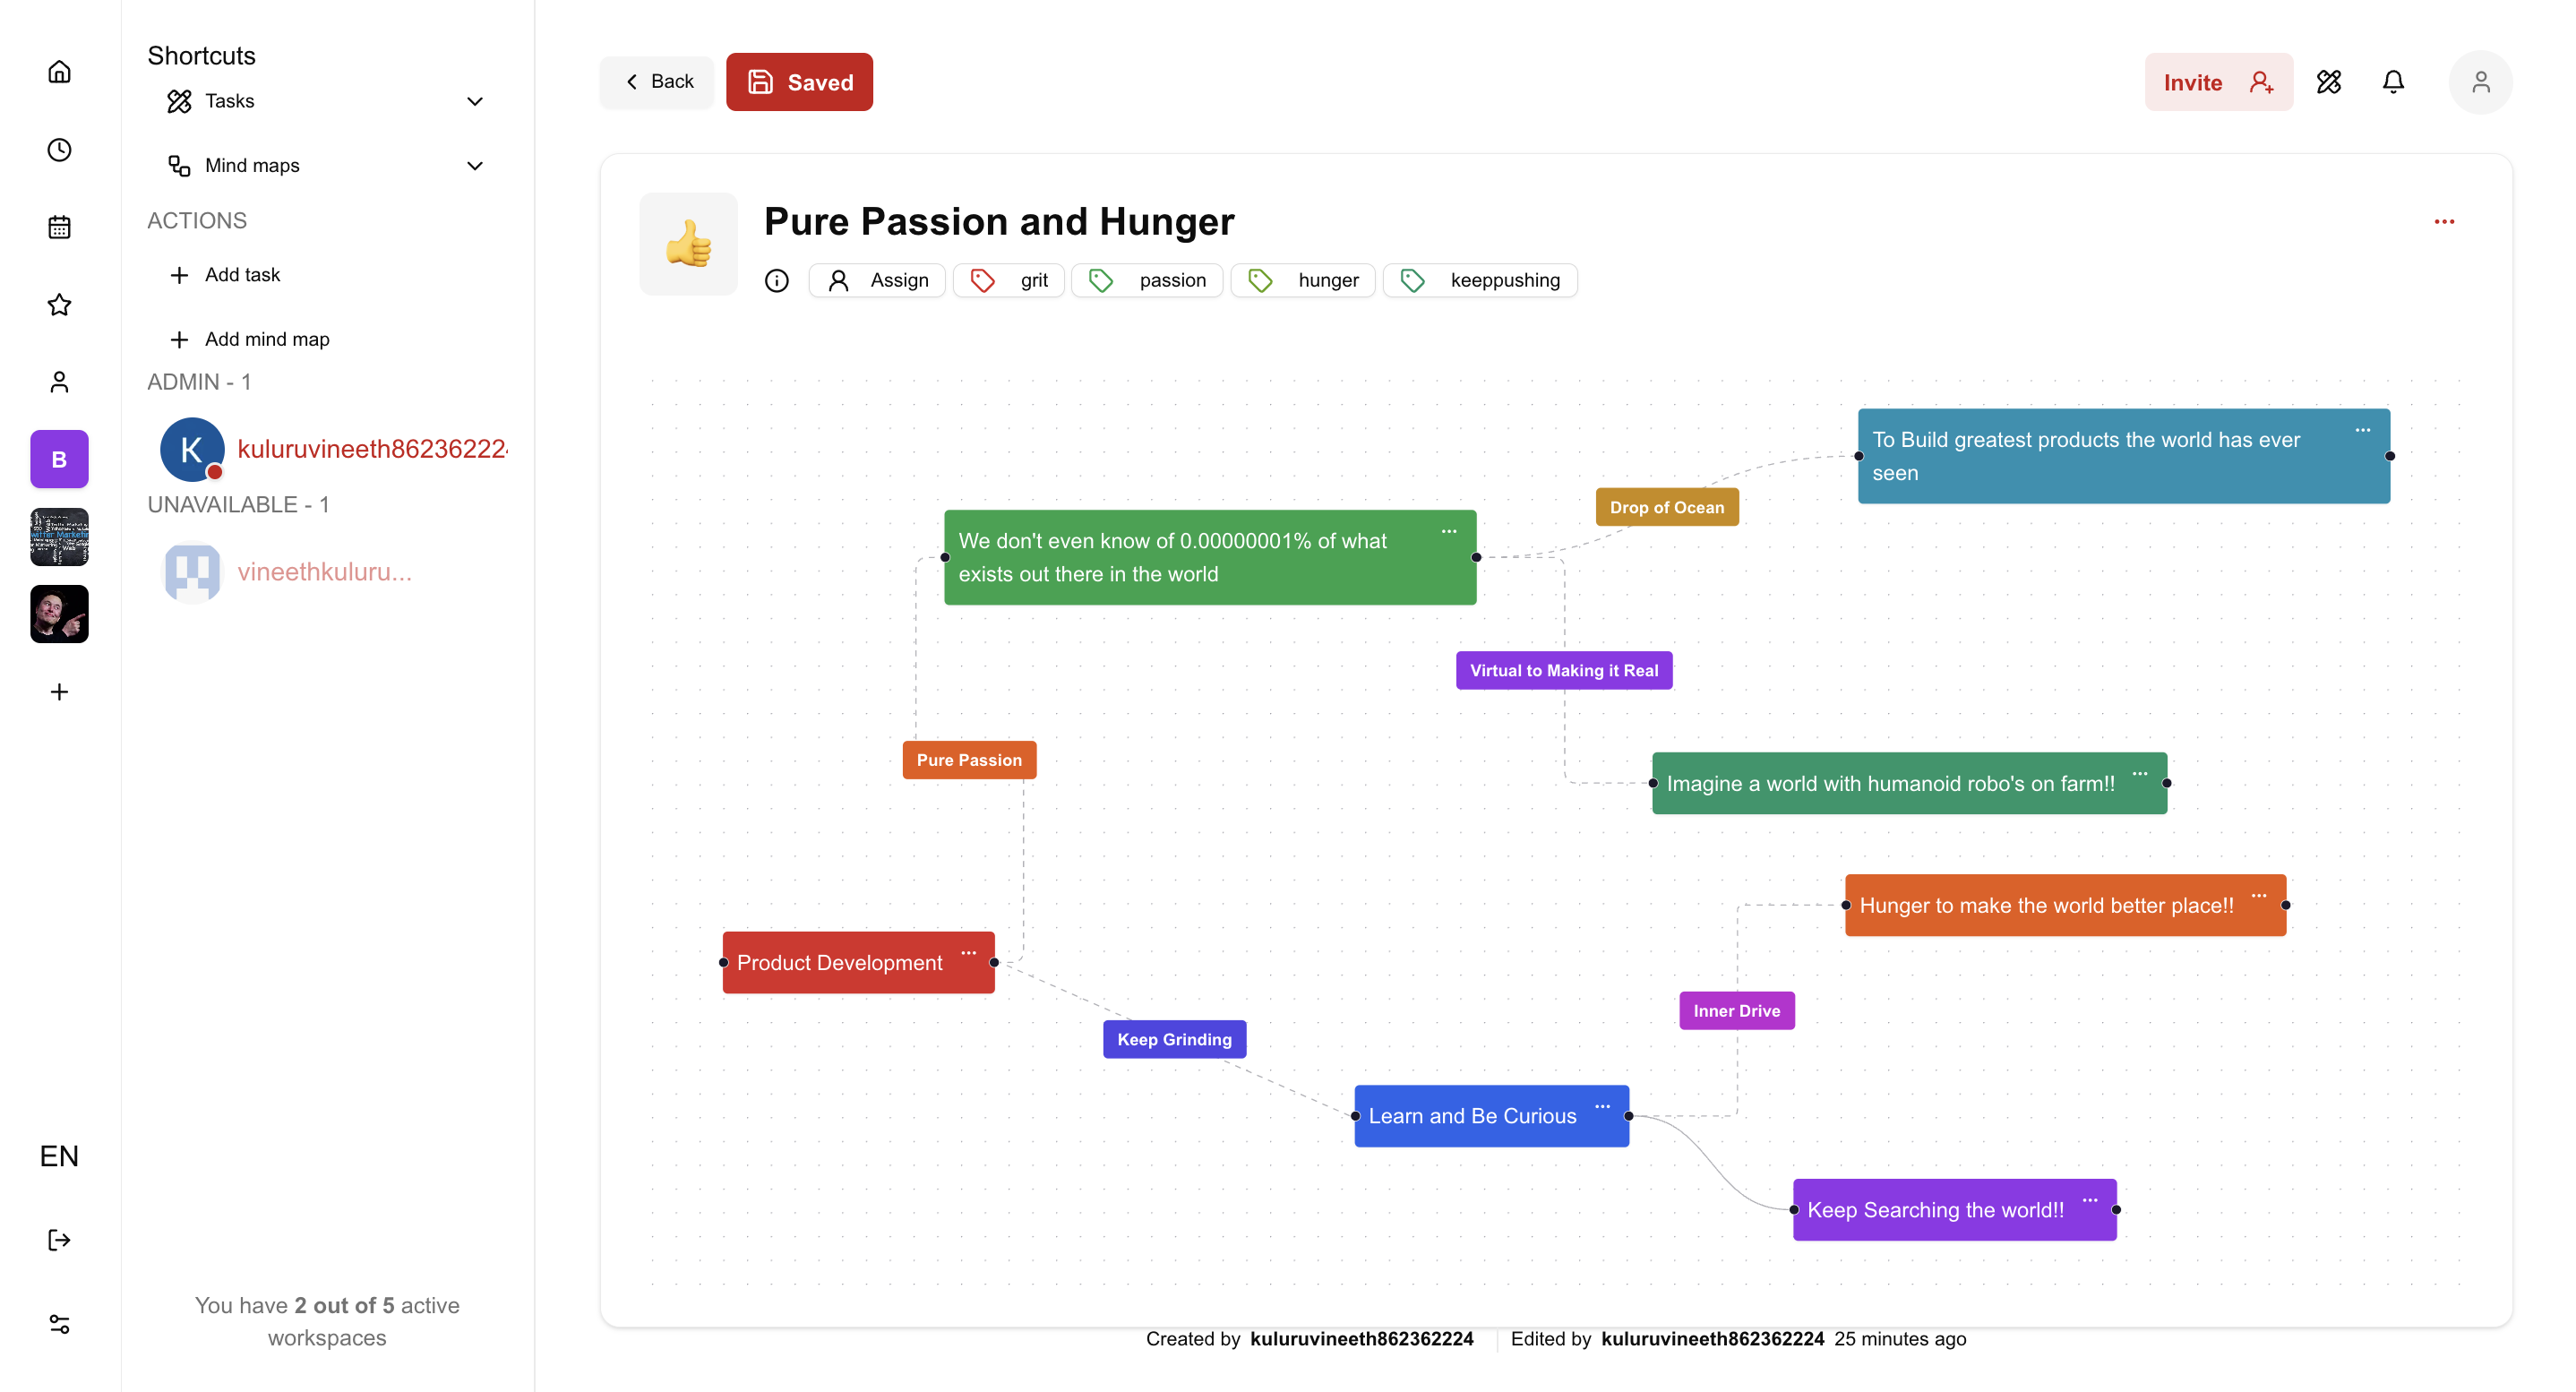 Shortcuts
Tasks
Mind maps
ACTIONS
Add task
Add mind map
ADMIN - 1
K
kuluruvineeth86236222
UNAVAILABLE - 1
vineethkuluru...
B
EN
You have 2 out of 5 active
workspaces
Back
Saved
Invite
Pure Passion and Hunger
Assign
grit
passion
hunger
keeppushing
To Build greatest products the world has ever
seen
Drop of Ocean
We don't even know of 0.00000001% of what
exists out there in the world
Virtual to Making it Real
Pure Passion
Imagine a world with humanoid robo's on farm!!
Hunger to make the world better place!!
Product Development
Inner Drive
Keep Grinding
Learn and Be Curious
Keep Searching the world!!
Created by kuluruvineeth862362224
Edited by kuluruvineeth862362224 25 minutes ago